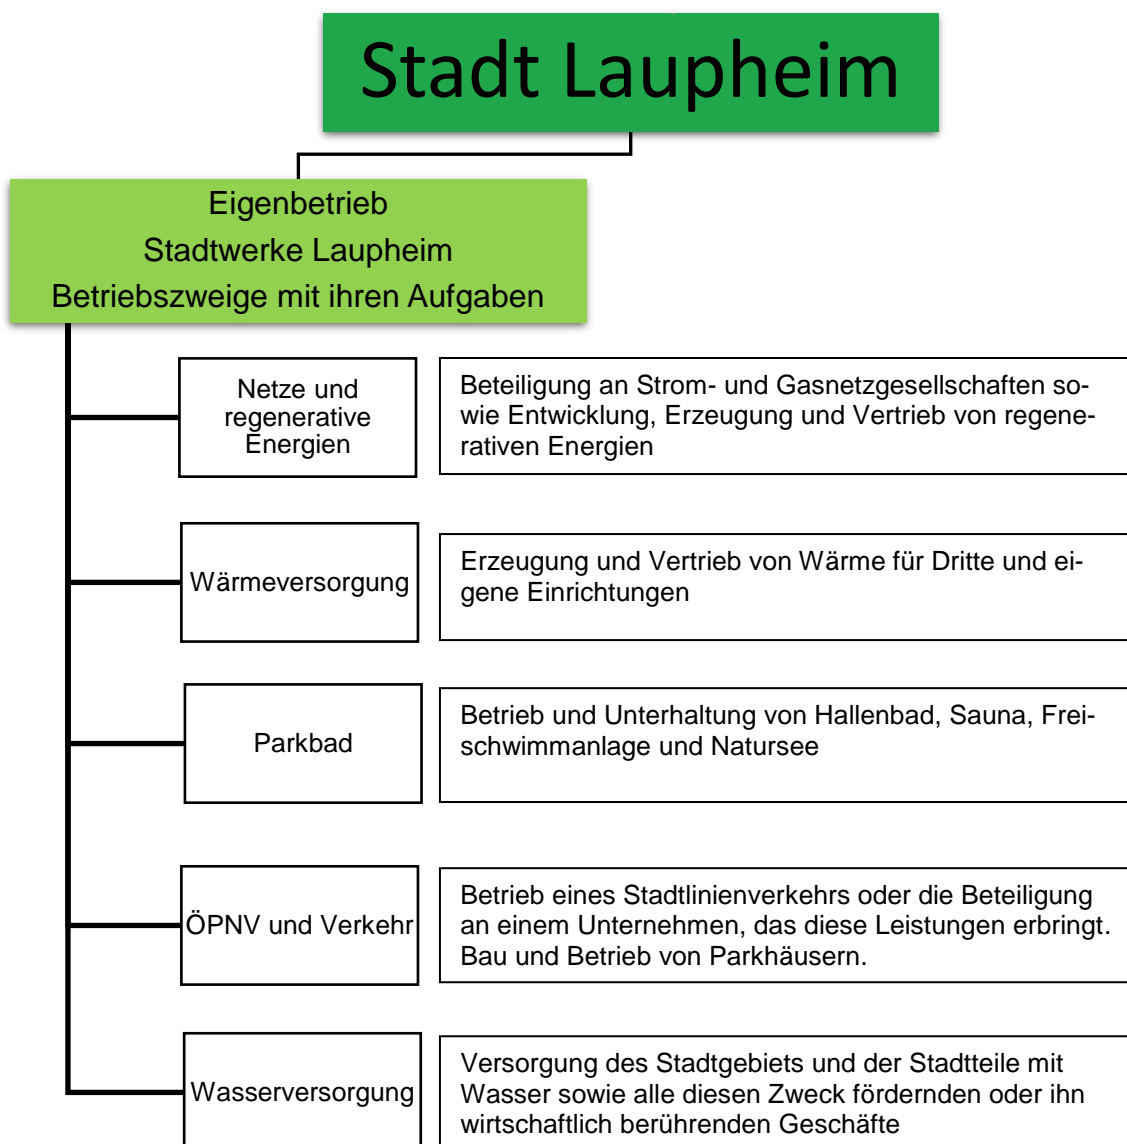 Stadt Laupheim
Eigenbetrieb
Stadtwerke Laupheim
Betriebszweige mit ihren Aufgaben
Netze und
regenerative
Energien
Beteiligung an Strom- und Gasnetzgesellschaften so-
wie Entwicklung, Erzeugung und Vertrieb von regene-
rativen Energien
Wärmeversorgung
Erzeugung und Vertrieb von Wärme für Dritte und ei-
gene Einrichtungen
Parkbad
Betrieb und Unterhaltung von Hallenbad, Sauna, Frei-
schwimmanlage und Natursee
ÖPNV und Verkehr
Betrieb eines Stadtlinienverkehrs oder die Beteiligung
an einem Unternehmen, das diese Leistungen erbringt.
Bau und Betrieb von Parkhäusern.
Wasserversorgung
Versorgung des Stadtgebiets und der Stadtteile mit
Wasser sowie alle diesen Zweck fördernden oder ihn
wirtschaftlich berührenden Geschäfte